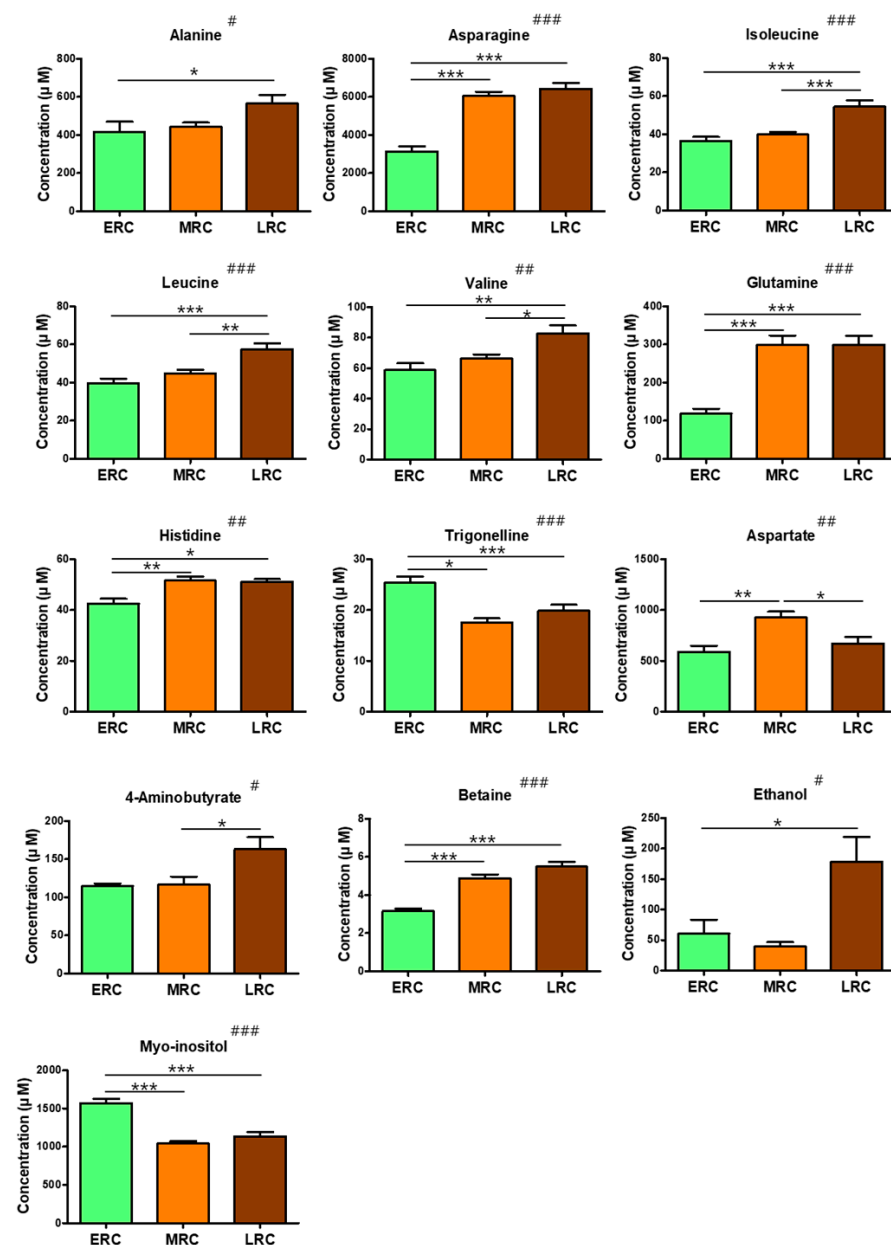 Alanine #
Concentration (µ M)
800
600
400
200
0
*
ERC MRC LRC
Asparagine ###
Concentration (µ M)
8000
6000
4000
2000
0
***
***
ERC MRC LRC
Isoleucine ###
Concentration (µ M)
80
60
40
20
0
***
***
ERC MRC LRC
Leucine ###
Concentration (µ M)
80
60
40
20
0
***
**
ERC MRC LRC
Valine ##
Concentration (µ M)
100
80
60
40
20
0
**
*
ERC MRC LRC
Glutamine ###
Concentration (µ M)
400
300
200
100
0
***
***
ERC MRC LRC
Histidine ##
Concentration (µ M)
60
40
20
0
*
**
ERC MRC LRC
Trigonelline ###
Concentration (µ M)
30
20
10
0
***
*
ERC MRC LRC
Aspartate ##
Concentration (µ M)
1500
1000
500
0
**
*
ERC MRC LRC
4-Aminobutyrate #
Concentration (µ M)
200
150
100
50
0
*
ERC MRC LRC
Betaine ###
Concentration (µ M)
8
6
4
2
0
***
***
ERC MRC LRC
Ethanol #
Concentration (µ M)
250
200
150
100
50
0
*
ERC MRC LRC
Myo-inositol ###
Concentration (µ M)
2000
1500
1000
500
0
***
***
ERC MRC LRC